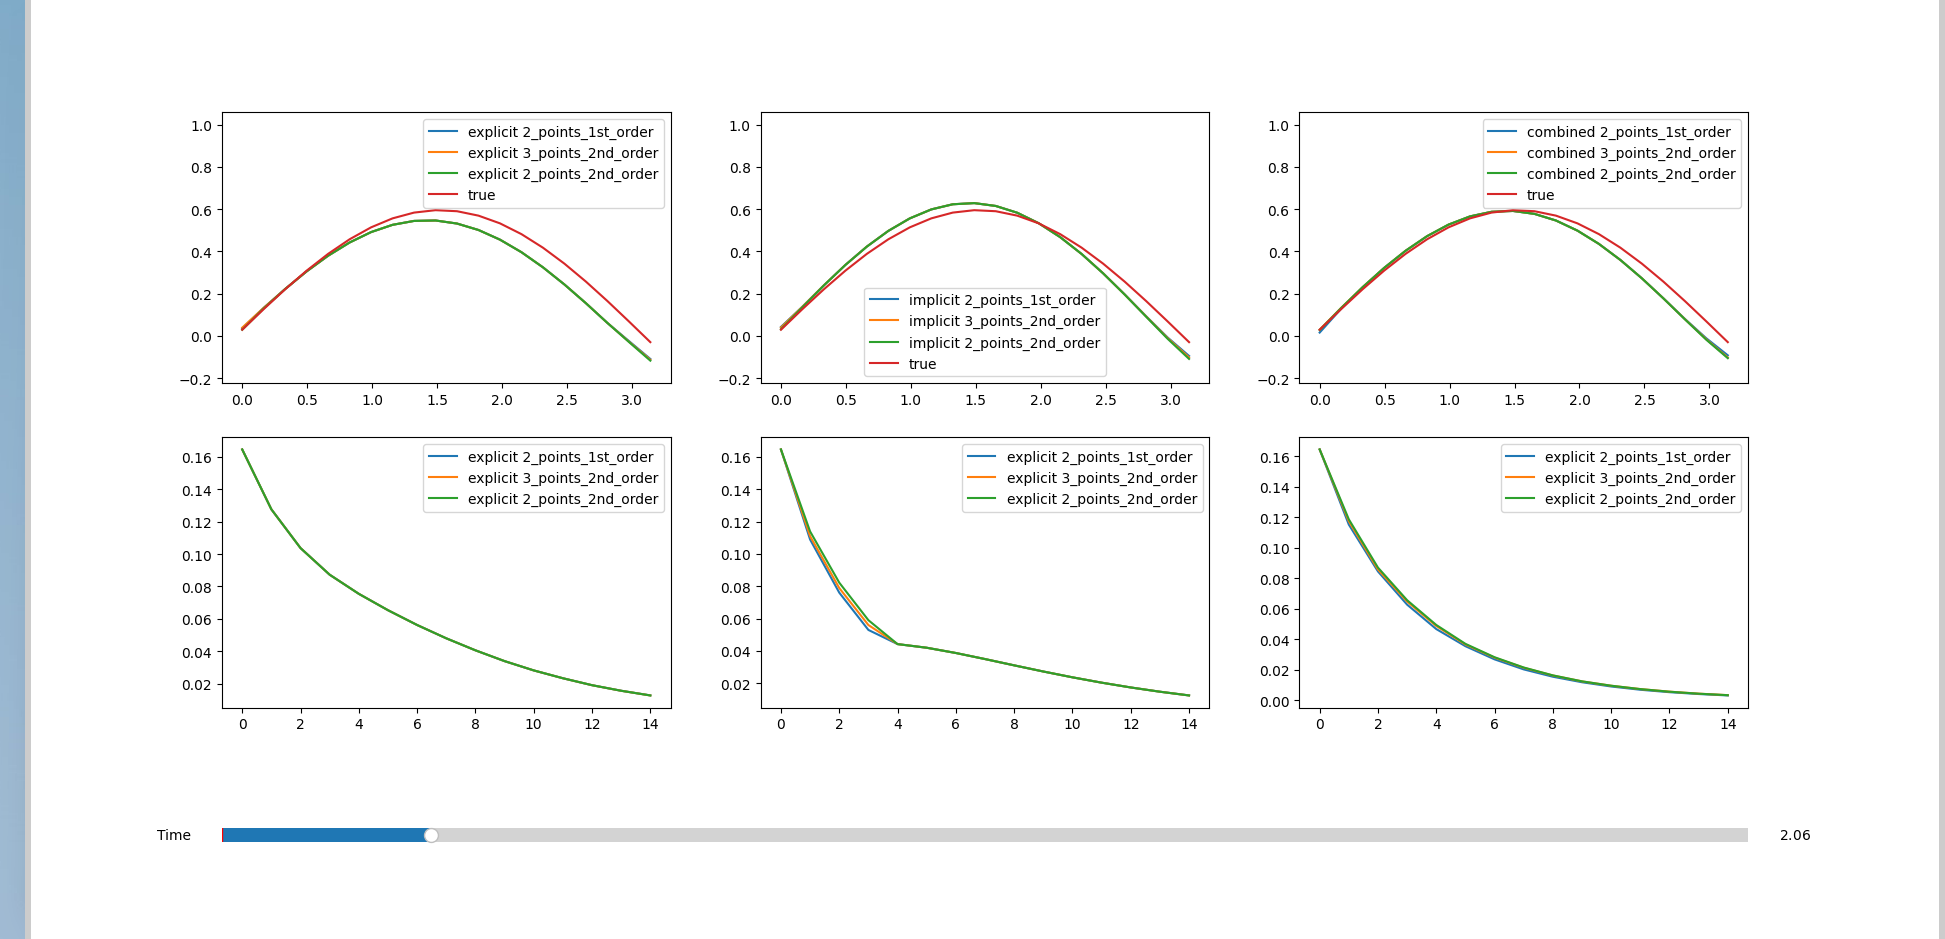 1.0
0.8
0.6
0.4
0.2
0.0
−0.2
explicit 2_points_1st_order
explicit 3_points_2nd_order
explicit 2_points_2nd_order
true
0.0 0.5 1.0 1.5 2.0 2.5 3.0
1.0
0.8
0.6
0.4
0.2
0.0
−0.2
implicit 2_points_1st_order
implicit 3_points_2nd_order
implicit 2_points_2nd_order
true
0.0 0.5 1.0 1.5 2.0 2.5 3.0
1.0
0.8
0.6
0.4
0.2
0.0
−0.2
combined 2_points_1st_order
combined 3_points_2nd_order
combined 2_points_2nd_order
true
0.0 0.5 1.0 1.5 2.0 2.5 3.0
0.16
0.14
0.12
0.10
0.08
0.06
0.04
0.02
explicit 2_points_1st_order
explicit 3_points_2nd_order
explicit 2_points_2nd_order
0 2 4 6 8 10 12 14
0.16
0.14
0.12
0.10
0.08
0.06
0.04
0.02
explicit 2_points_1st_order
explicit 3_points_2nd_order
explicit 2_points_2nd_order
0 2 4 6 8 10 12 14
0.16
0.14
0.12
0.10
0.08
0.06
0.04
0.02
0.00
explicit 2_points_1st_order
explicit 3_points_2nd_order
explicit 2_points_2nd_order
0 2 4 6 8 10 12 14
Time 2.06